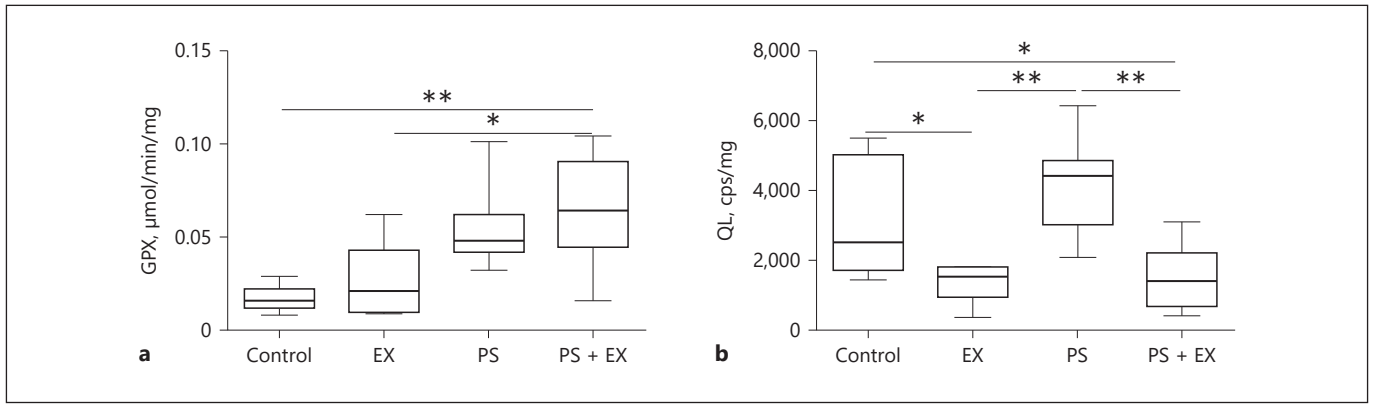 GPX, µmol/min/mg
0.15
0.10
0.05
0
**
*
Control EX PS PS + EX
a
QL, cps/mg
8,000
6,000
4,000
2,000
0
*
** **
*
Control EX PS PS + EX
b